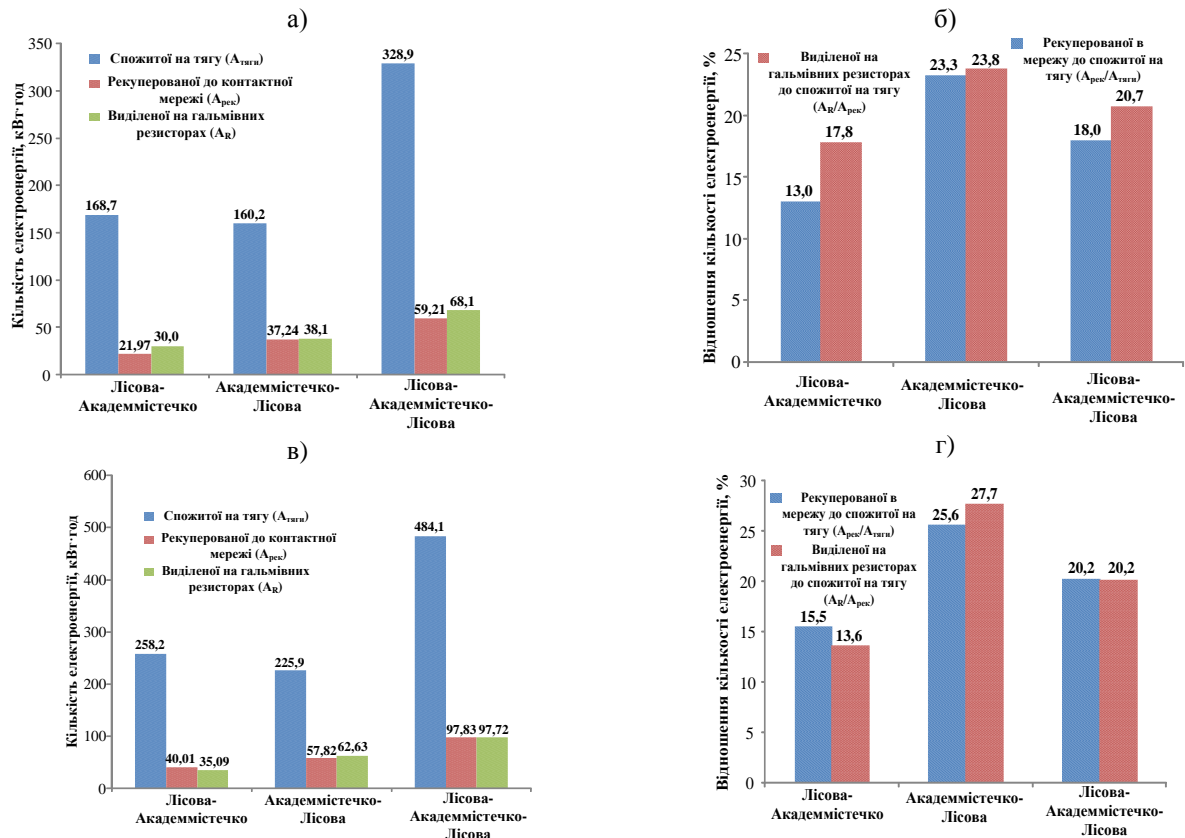 а)
Кількість електроенергії, кВт·год
350
300
250
200
150
100
50
0
Спожитої на тягу (Aтяги)
Рекуперованої до контактної
мережі (Aрек)
Виділеної на гальмівних
резисторах (AR)
168,7
21,97
30,0
160,2
37,24
38,1
328,9
59,21
68,1
Лісова-
Академмістечко
Академмістечко-
Лісова
Лісова-
Академмістечко-
Лісова
б)
Відношення кількості електроенергії, %
25
20
15
10
5
0
Виділеної на
гальмівних резисторах
до спожитої на тягу
(AR/Aрек)
Рекуперованої в
мережу до спожитої на
тягу (Aрек/Aтяги)
13,0
17,8
23,3
23,8
18,0
20,7
Лісова-
Академмістечко
Академмістечко-
Лісова
Лісова-
Академмістечко-
Лісова
в)
Кількість електроенергії, кВт·год
600
500
400
300
200
100
0
Спожитої на тягу (Aтяги)
Рекуперованої до контактної
мережі (Aрек)
Виділеної на гальмівних
резисторах (AR)
258,2
40,01
35,09
225,9
57,82
62,63
484,1
97,83
97,72
Лісова-
Академмістечко
Академмістечко-
Лісова
Лісова-
Академмістечко-
Лісова
г)
Відношення кількості електроенергії, %
30
25
20
15
10
5
0
Рекуперованої в
мережу до спожитої на
тягу (Aрек/Aтяги)
Виділеної на
гальмівних резисторах
до спожитої на тягу
(AR/Aрек)
15,5
13,6
25,6
27,7
20,2
20,2
Лісова-
Академмістечко
Академмістечко-
Лісова
Лісова-
Академмістечко-
Лісова